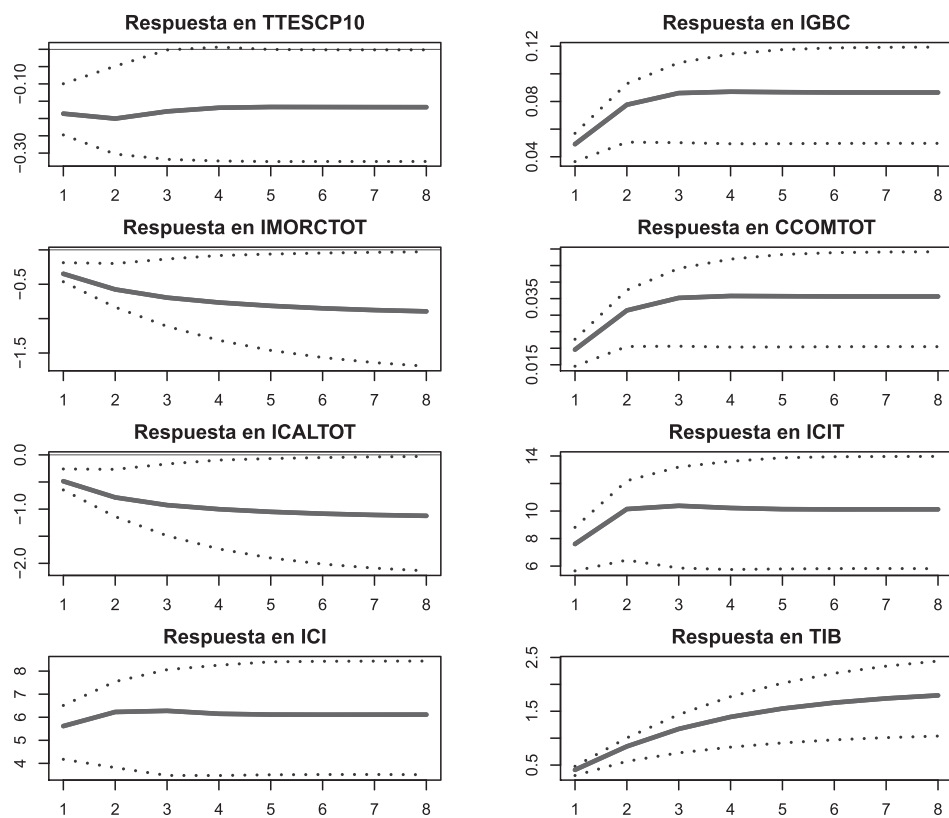 Respuesta en TTESCP10
−0.10
−0.30
1 2 3 4 5 6 7 8
Respuesta en IGBC
0.12
0.08
0.04
1 2 3 4 5 6 7 8
Respuesta en IMORCTOT
−0.5
−1.5
1 2 3 4 5 6 7 8
Respuesta en CCOMTOT
0.035
0.015
1 2 3 4 5 6 7 8
Respuesta en ICALTOT
0.0
−1.0
−2.0
1 2 3 4 5 6 7 8
Respuesta en ICIT
14
10
8
6
1 2 3 4 5 6 7 8
Respuesta en ICI
8
7
6
5
4
1 2 3 4 5 6 7 8
Respuesta en TIB
2.5
1.5
0.5
1 2 3 4 5 6 7 8